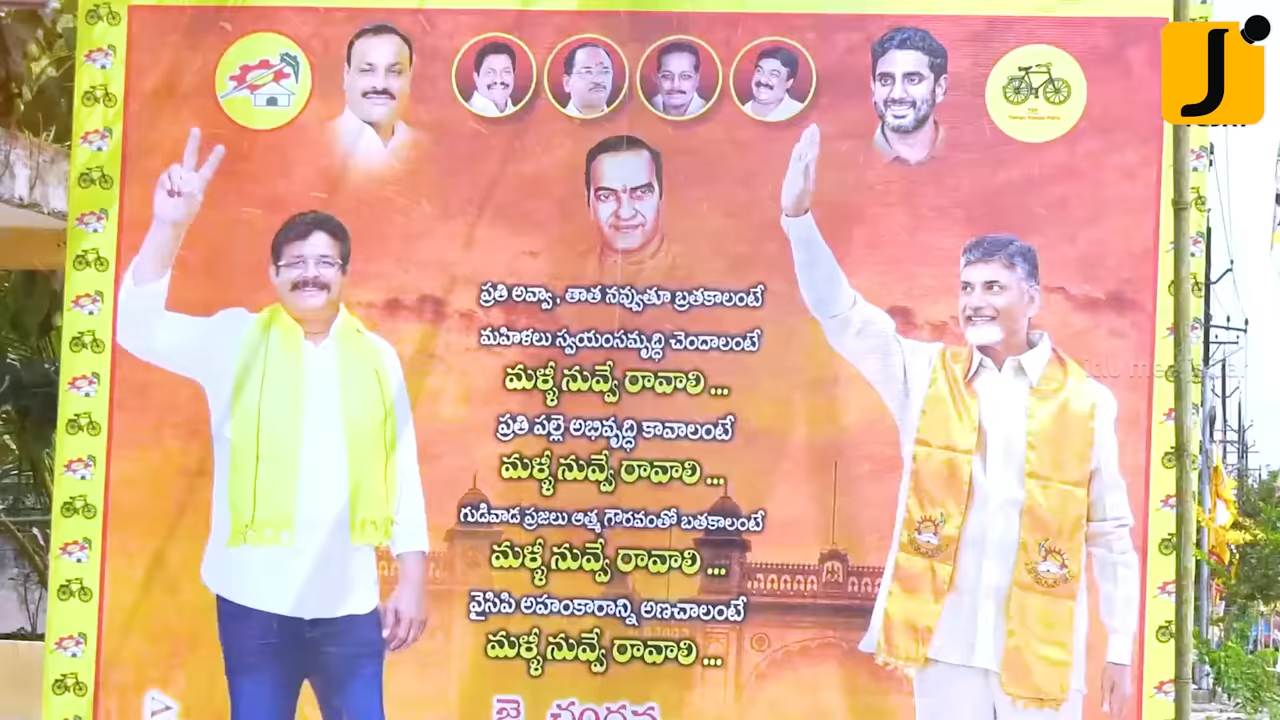 J
ప్రతి అవ్వా, తాత నవ్వుతూ బ్రతకాలంటే
మహిళలు స్వయంసమృద్ధి చెందాలంటే
మళ్ళీ నువ్వే రావాలి...
ప్రతి పల్లె అభివృద్ధి కావాలంటే
మళ్ళీ నువ్వే రావాలి...
గుడివాడ ప్రజలు ఆత్మ గౌరవంతో బతకాలంటే
మళ్ళీ నువ్వే రావాలి...
వైసిపి అహంకారాన్ని అణచాలంటే
మళ్ళీ నువ్వే రావాలి...
జై